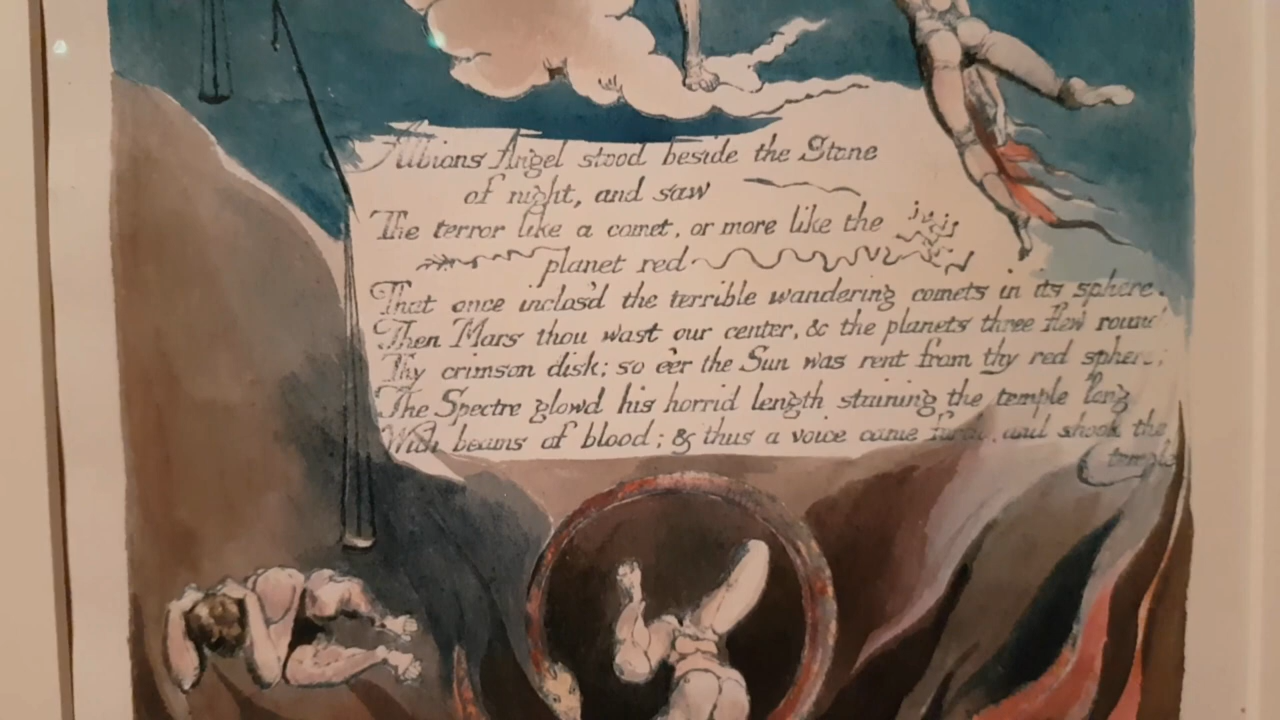 Albions Angel stood beside the Stone
of night, and saw
The terror like a comet, or more like the
planet red
That once inclos'd the terrible wandering comets in its sphere.
Then Mars thou wast our center, & the planets three flew round
Thy crimson disk; so e'er the Sun was rent from thy red sphere;
The Spectre glowd his horrid length staining the temple long
With beams of blood; & thus a voice came forth, and shook the
temple